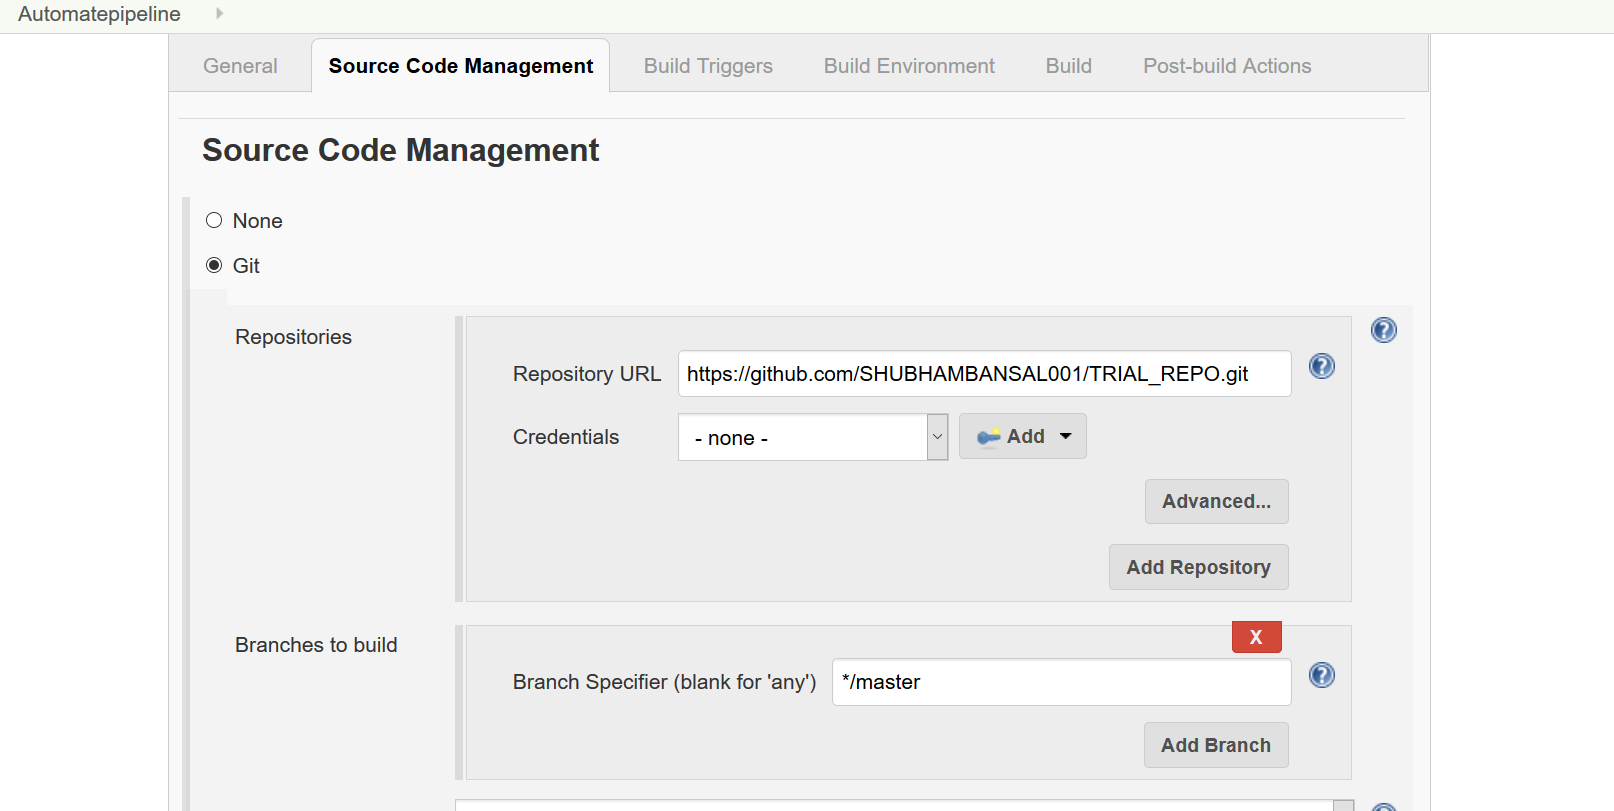 Automatepipeline
General Source Code Management Build Triggers Build Environment Build Post-build Actions
Source Code Management
None
Git
Repositories
Repository URL https://github.com/SHUBHAMBANSAL001/TRIAL_REPO.git
Credentials - none - Add
Advanced...
Add Repository
Branches to build
X
Branch Specifier (blank for 'any') */master
Add Branch